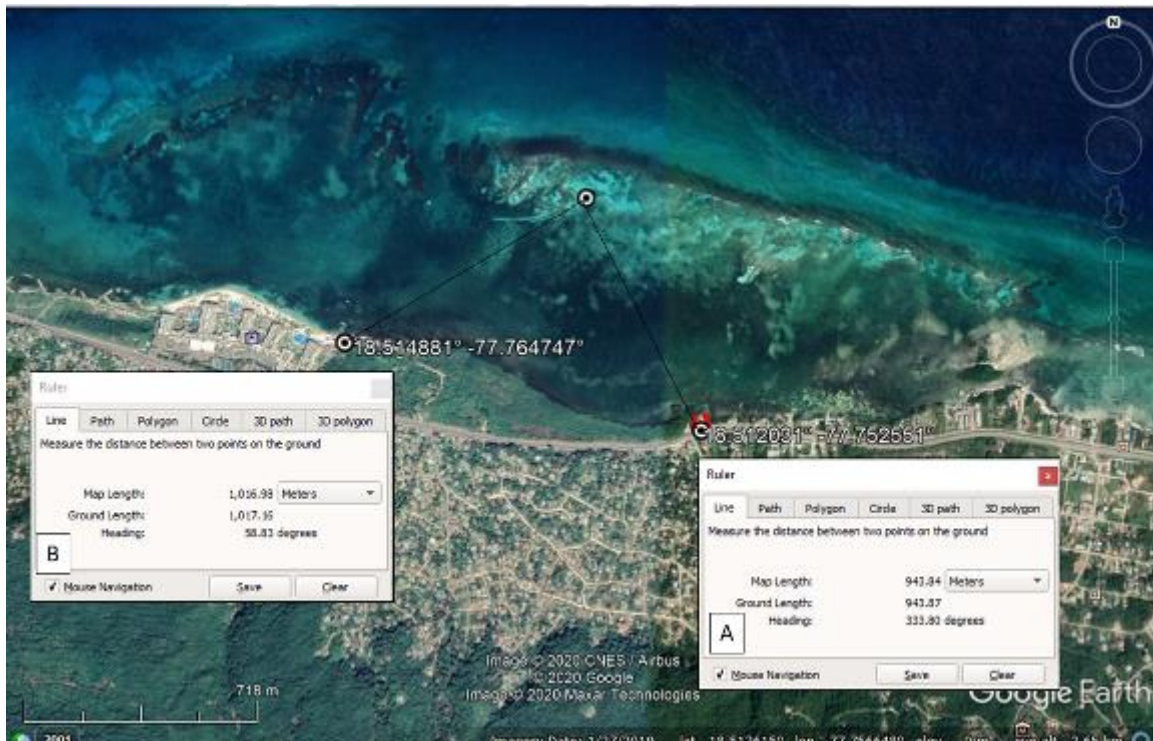 N
18.514881° -77.764747°
8.512031° -77.752561°
Ruler
Line Path Polygon Circle 3D path 3D polygon
Measure the distance between two points on the ground
Map Length: 1,016.98 Meters
Ground Length: 1,017.16
Heading: 58.83 degrees
B
Mouse Navigation Save Clear
Ruler
Line Path Polygon Circle 3D path 3D polygon
Measure the distance between two points on the ground
Map Length: 943.84 Meters
Ground Length: 943.87
Heading: 333.80 degrees
A
Mouse Navigation Save Clear
Image © 2020 CNES / Airbus
© 2020 Google
Image © 2020 Maxar Technologies
718 m
Google Earth
2001